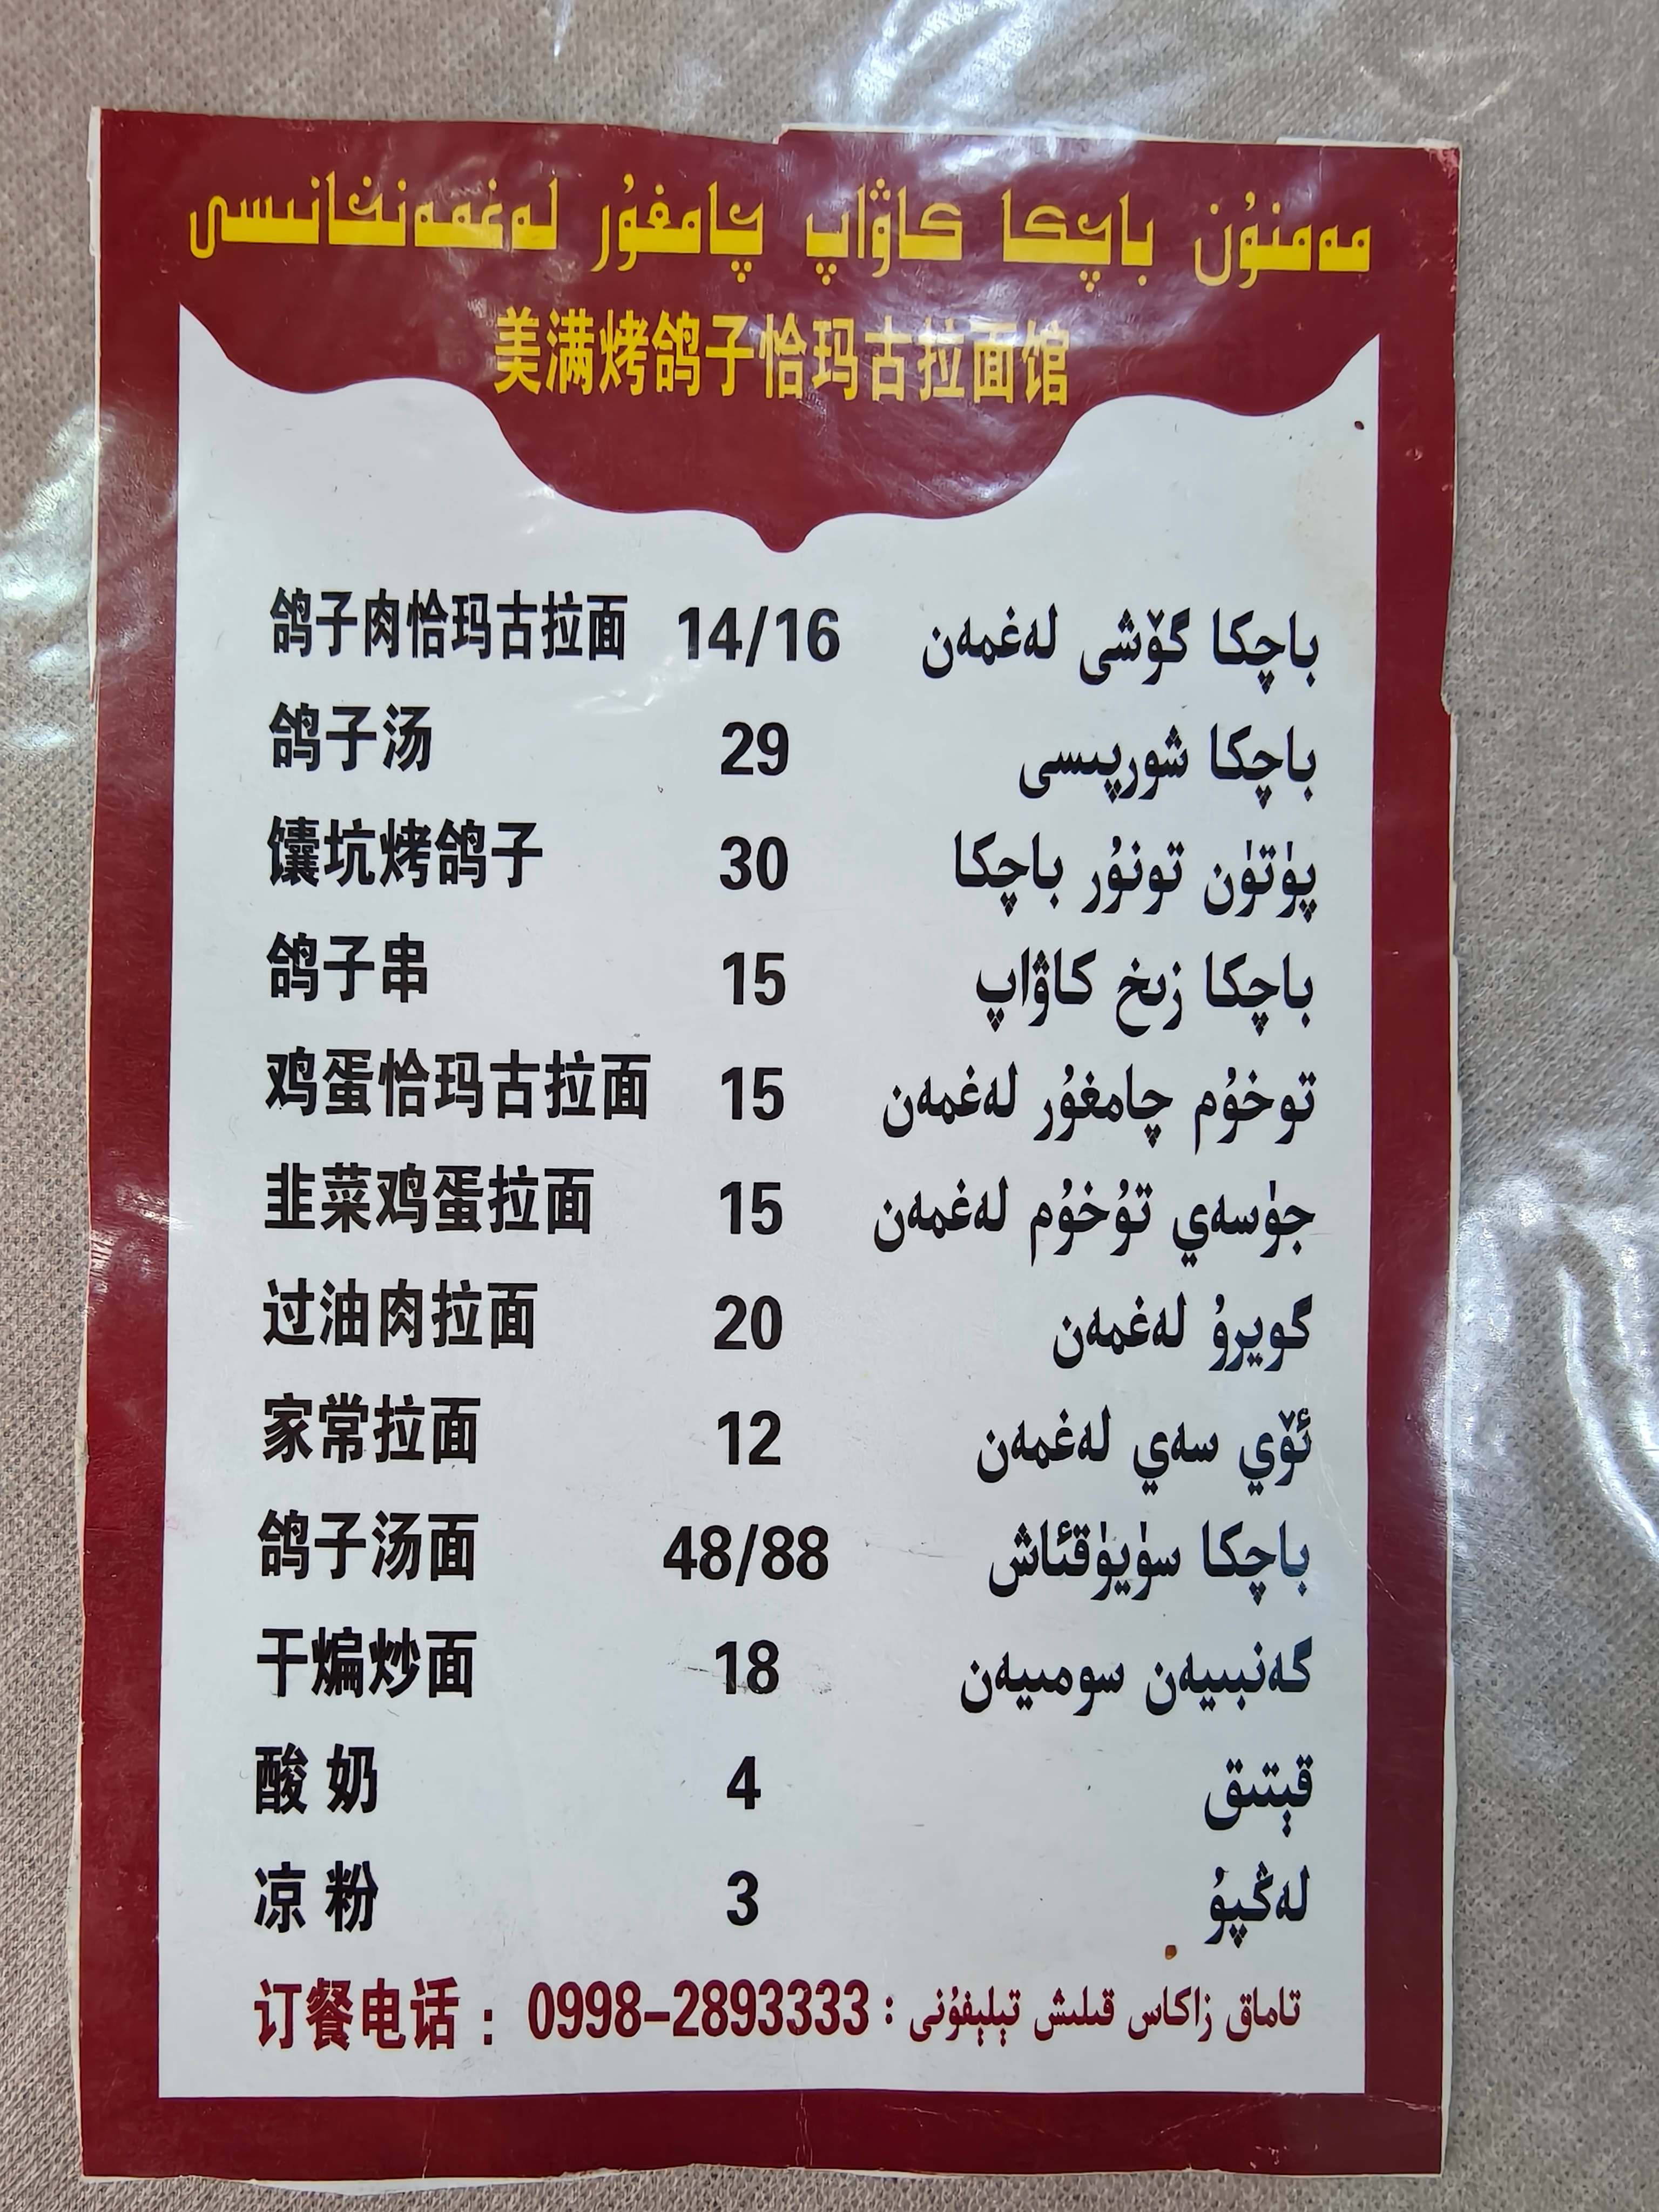 مەمنۇن باچكا كاۋاپ چامغۇر لەغمەنخانىسى
美满烤鸽子恰玛古拉面馆
鸽子肉恰玛古拉面 14/16 باچكا گۆشى لەغمەن
鸽子汤 29 باچكا شورپىسى
馕坑烤鸽子 30 پۈتۈن تونۇر باچكا
鸽子串 15 باچكا زىخ كاۋاپ
鸡蛋恰玛古拉面 15 توخۇم چامغۇر لەغمەن
韭菜鸡蛋拉面 15 جۈسەي تۇخۇم لەغمەن
过油肉拉面 20 گويرۇ لەغمەن
家常拉面 12 ئۆي سەي لەغمەن
鸽子汤面 48/88 باچكا سۈيۈقئاش
干煸炒面 18 گەنبىيەن سومىيەن
酸奶 4 قېتىق
凉粉 3 لەڭپۇ
订餐电话：0998-2893333 تاماق زاكاس قىلىش تېلېفۇنى: